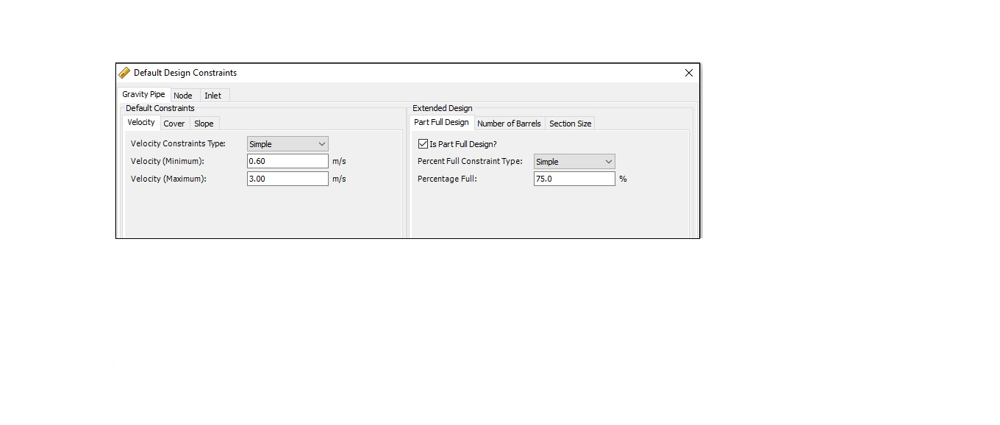 Default Design Constraints
Gravity Pipe Node Inlet
Default Constraints
Velocity Cover Slope
Velocity Constraints Type: Simple
Velocity (Minimum): 0.60 m/s
Velocity (Maximum): 3.00 m/s
Extended Design
Part Full Design Number of Barrels Section Size
Is Part Full Design?
Percent Full Constraint Type: Simple
Percentage Full: 75.0 %